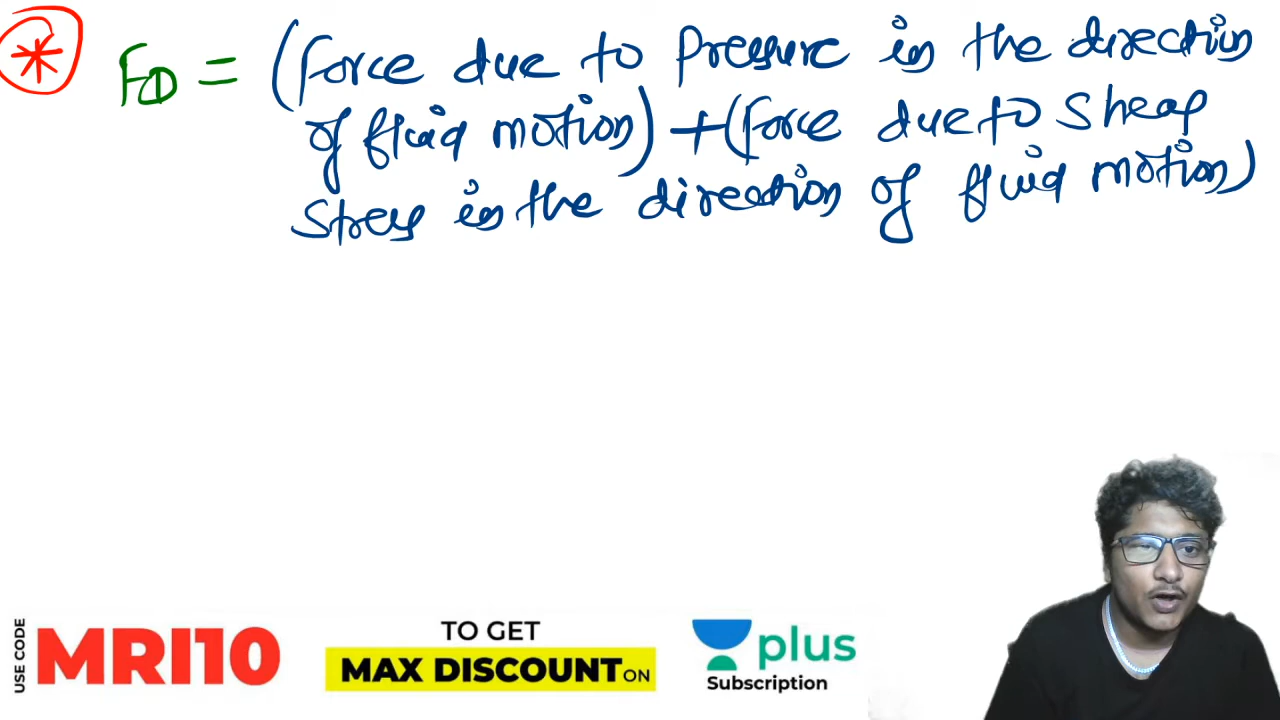 * F_D = (Force due to Pressure in the direction
of fluid motion) + (Force due to Shear
Stress in the direction of fluid motion)
USE CODE
MRI10
TO GET
MAX DISCOUNT ON
plus
Subscription